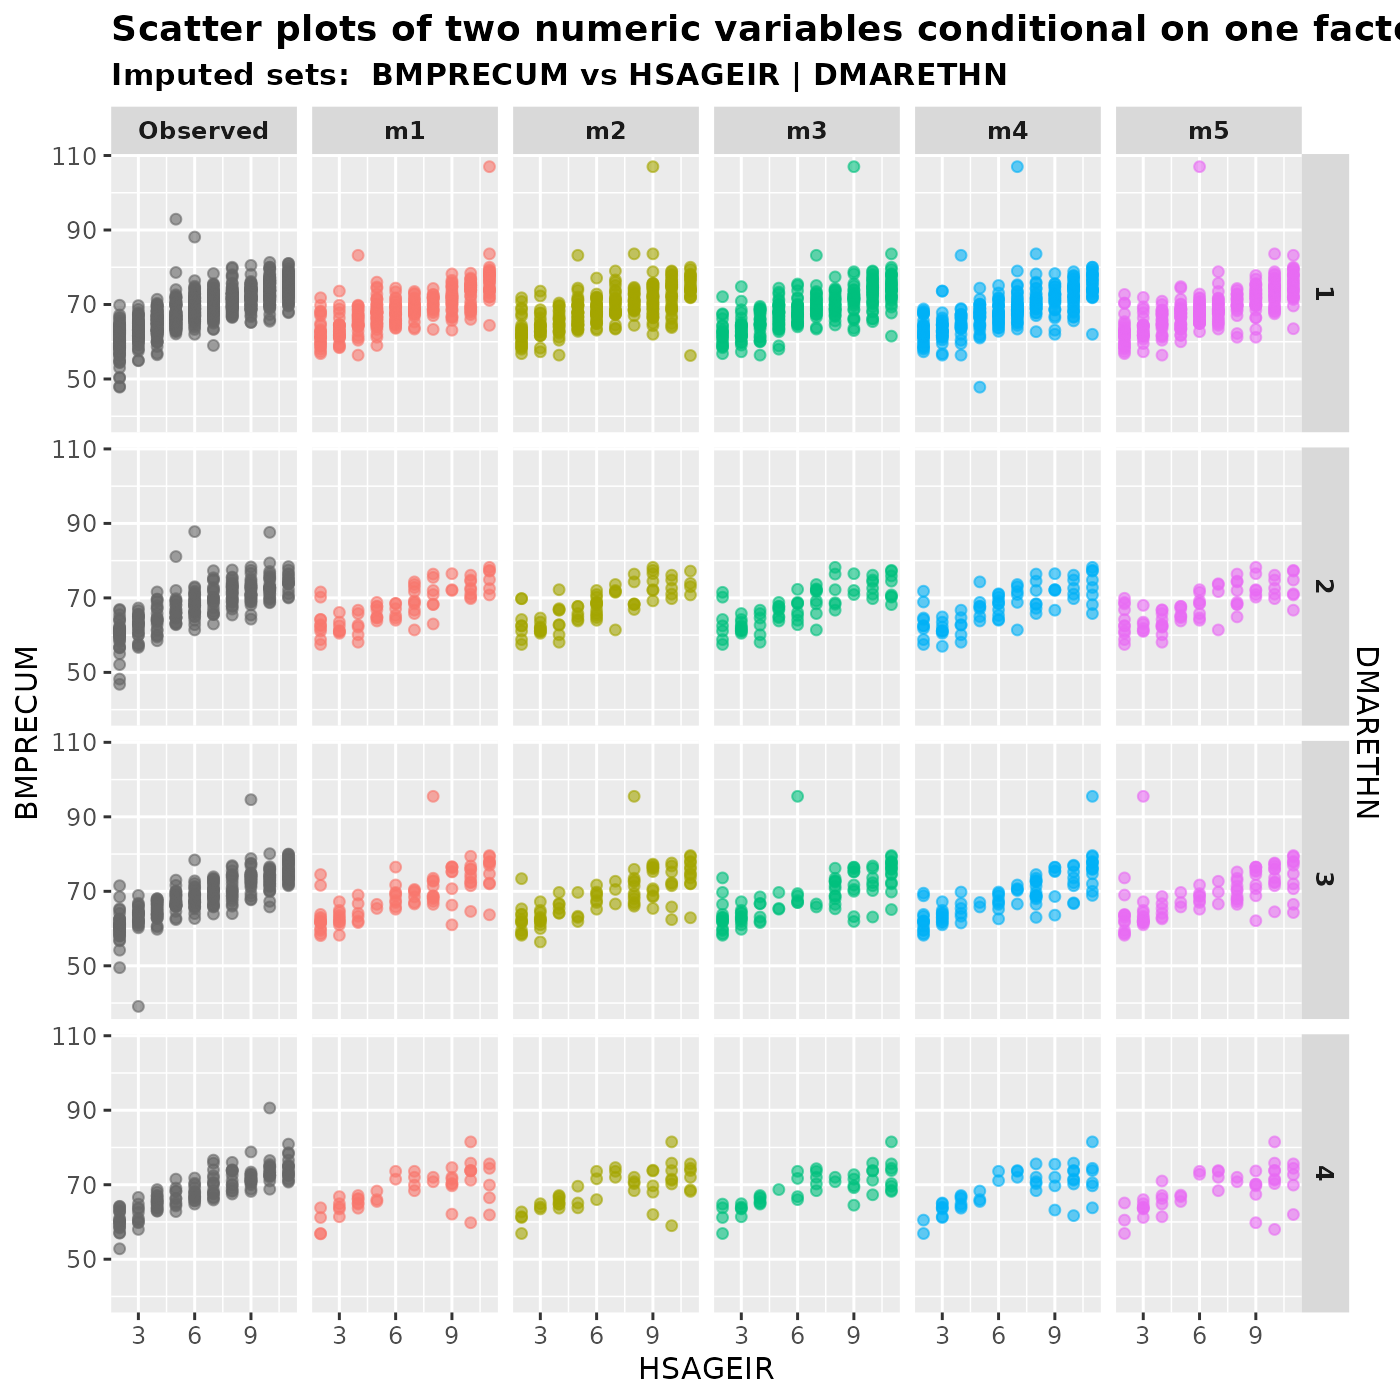 Scatter plots of two numeric variables conditional on one facto
Imputed sets:  BMPRECUM vs HSAGEIR | DMARETHN
Observed m1 m2 m3 m4 m5
110
90
70
50
1
110
90
70
50
2
110
90
70
50
3
110
90
70
50
4
BMPRECUM
DMARETHN
3 6 9 3 6 9 3 6 9 3 6 9 3 6 9 3 6 9
HSAGEIR